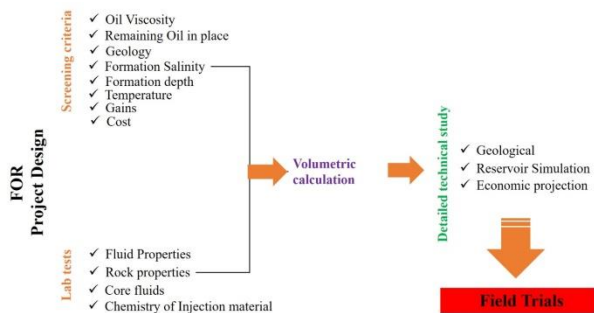 FOR
Project Design
Screening criteria
✓ Oil Viscosity
✓ Remaining Oil in place
✓ Geology
✓ Formation Salinity
✓ Formation depth
✓ Temperature
✓ Gains
✓ Cost
Lab tests
✓ Fluid Properties
✓ Rock properties
✓ Core fluids
✓ Chemistry of Injection material
Volumetric
calculation
Detailed technical study
✓ Geological
✓ Reservoir Simulation
✓ Economic projection
Field Trials